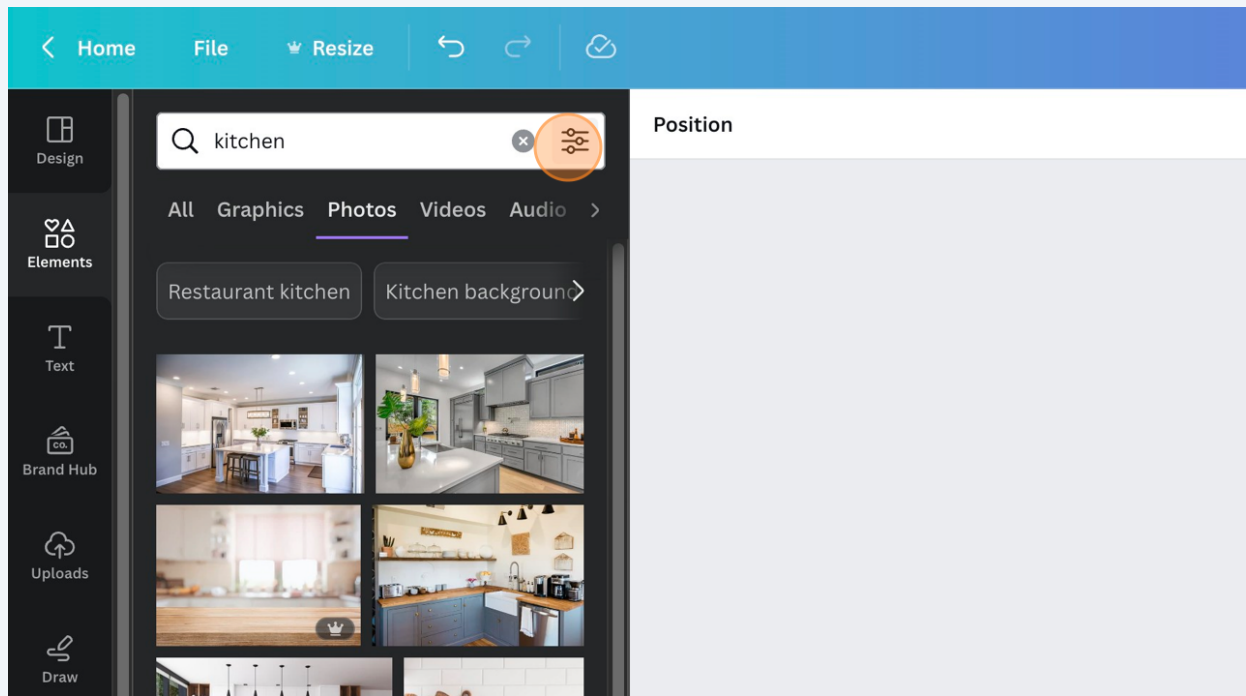 Home File Resize
Design
Elements
Text
CO.
Brand Hub
Uploads
Draw
kitchen
All Graphics Photos Videos Audio
Restaurant kitchen Kitchen background
Position